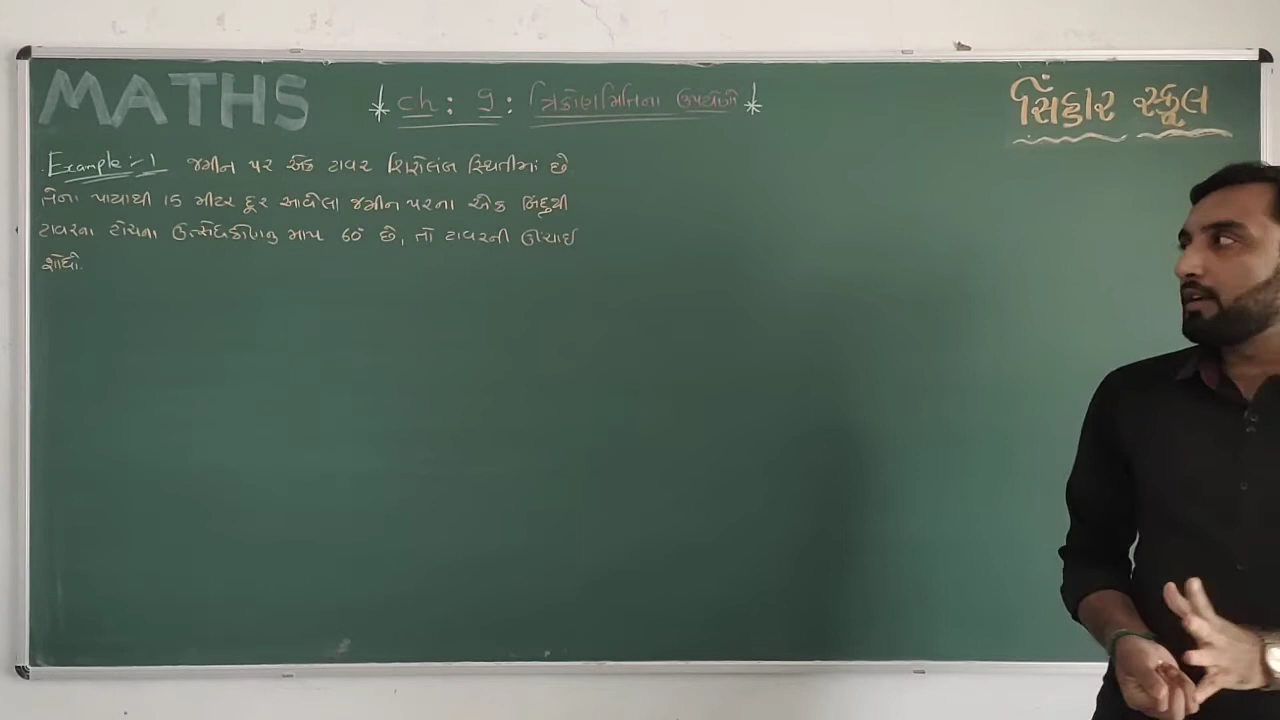 MATHS
* ch : 9 : ત્રિકોણમિતિના ઉપયોગો *
સિંહાર સ્કૂલ
Example :- 1 જમીન પર એક ટાવર શિરોલંબ સ્થિતીમાં છે
તેના પાયાથી 15 મીટર દૂર આવેલા જમીન પરના એક બિંદુથી
ટાવરના ટોચના ઉત્સેધકોણનુ માપ 60° છે, તો ટાવરની ઊંચાઈ
શોધો.